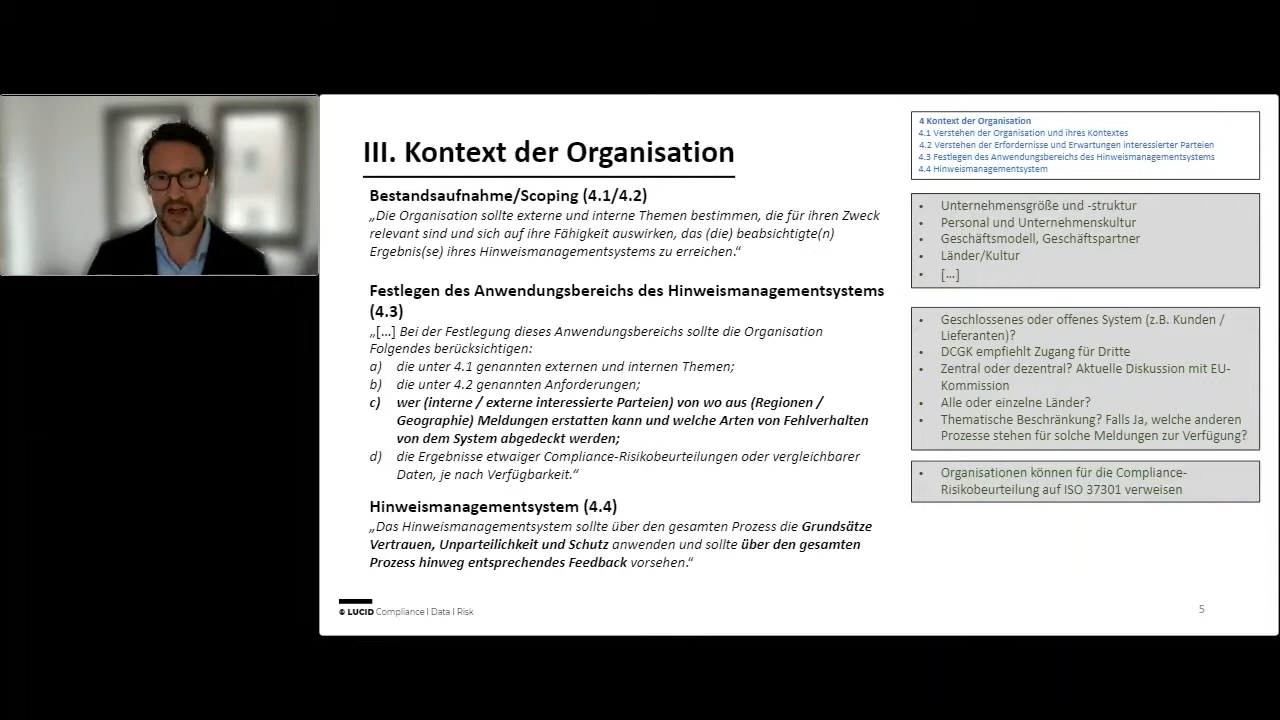 III. Kontext der Organisation
Bestandsaufnahme/Scoping (4.1/4.2)
„Die Organisation sollte externe und interne Themen bestimmen, die für ihren Zweck
relevant sind und sich auf ihre Fähigkeit auswirken, das (die) beabsichtigte(n)
Ergebnis(se) ihres Hinweismanagementsystems zu erreichen.“
Festlegen des Anwendungsbereichs des Hinweismanagementsystems
(4.3)
„[…] Bei der Festlegung dieses Anwendungsbereichs sollte die Organisation
Folgendes berücksichtigen:
a) die unter 4.1 genannten externen und internen Themen;
b) die unter 4.2 genannten Anforderungen;
c) wer (interne / externe interessierte Parteien) von wo aus (Regionen /
Geographie) Meldungen erstatten kann und welche Arten von Fehlverhalten
von dem System abgedeckt werden;
d) die Ergebnisse etwaiger Compliance-Risikobeurteilungen oder vergleichbarer
Daten, je nach Verfügbarkeit.“
Hinweismanagementsystem (4.4)
„Das Hinweismanagementsystem sollte über den gesamten Prozess die Grundsätze
Vertrauen, Unparteilichkeit und Schutz anwenden und sollte über den gesamten
Prozess hinweg entsprechendes Feedback vorsehen.“
4 Kontext der Organisation
4.1 Verstehen der Organisation und ihres Kontextes
4.2 Verstehen der Erfordernisse und Erwartungen interessierter Parteien
4.3 Festlegen des Anwendungsbereichs des Hinweismanagementsystems
4.4 Hinweismanagementsystem
• Unternehmensgröße und -struktur
• Personal und Unternehmenskultur
• Geschäftsmodell, Geschäftspartner
• Länder/Kultur
• […]
• Geschlossenes oder offenes System (z.B. Kunden /
Lieferanten)?
• DCGK empfiehlt Zugang für Dritte
• Zentral oder dezentral? Aktuelle Diskussion mit EU-
Kommission
• Alle oder einzelne Länder?
• Thematische Beschränkung? Falls Ja, welche anderen
Prozesse stehen für solche Meldungen zur Verfügung?
• Organisationen können für die Compliance-
Risikobeurteilung auf ISO 37301 verweisen
© LUCID Compliance I Data I Risk
5